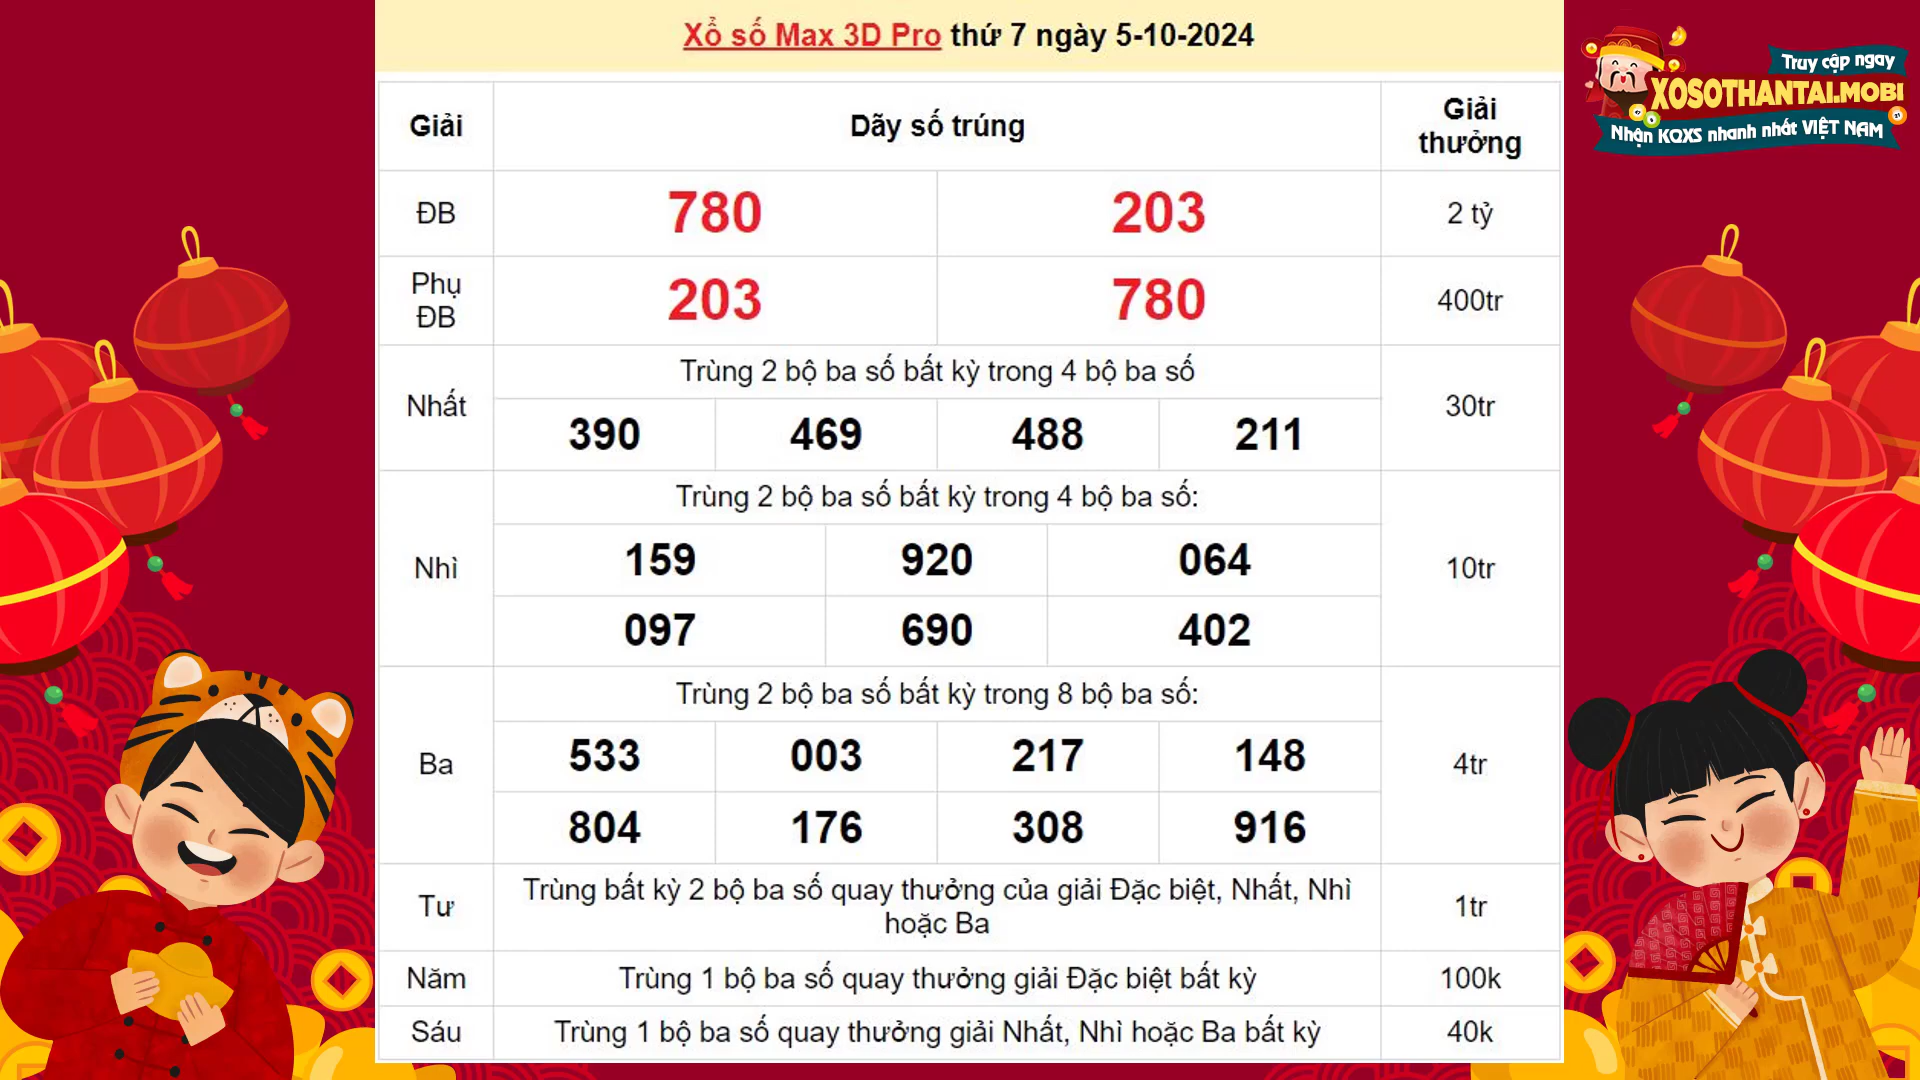 Xổ số Max 3D Pro thứ 7 ngày 5-10-2024
Truy cập ngay
XOSOTHANTAI.MOBI
Nhận KQXS nhanh nhất VIỆT NAM
Giải Dãy số trúng Giải
thưởng
ĐB 780 203 2 tỷ
Phụ
ĐB 203 780 400tr
Trùng 2 bộ ba số bất kỳ trong 4 bộ ba số
Nhất 30tr
390 469 488 211
Trùng 2 bộ ba số bất kỳ trong 4 bộ ba số:
159 920 064
Nhì 10tr
097 690 402
Trùng 2 bộ ba số bất kỳ trong 8 bộ ba số:
533 003 217 148
Ba 4tr
804 176 308 916
Trùng bất kỳ 2 bộ ba số quay thưởng của giải Đặc biệt, Nhất, Nhì
Tư 1tr
hoặc Ba
Năm Trùng 1 bộ ba số quay thưởng giải Đặc biệt bất kỳ 100k
Sáu Trùng 1 bộ ba số quay thưởng giải Nhất, Nhì hoặc Ba bất kỳ 40k